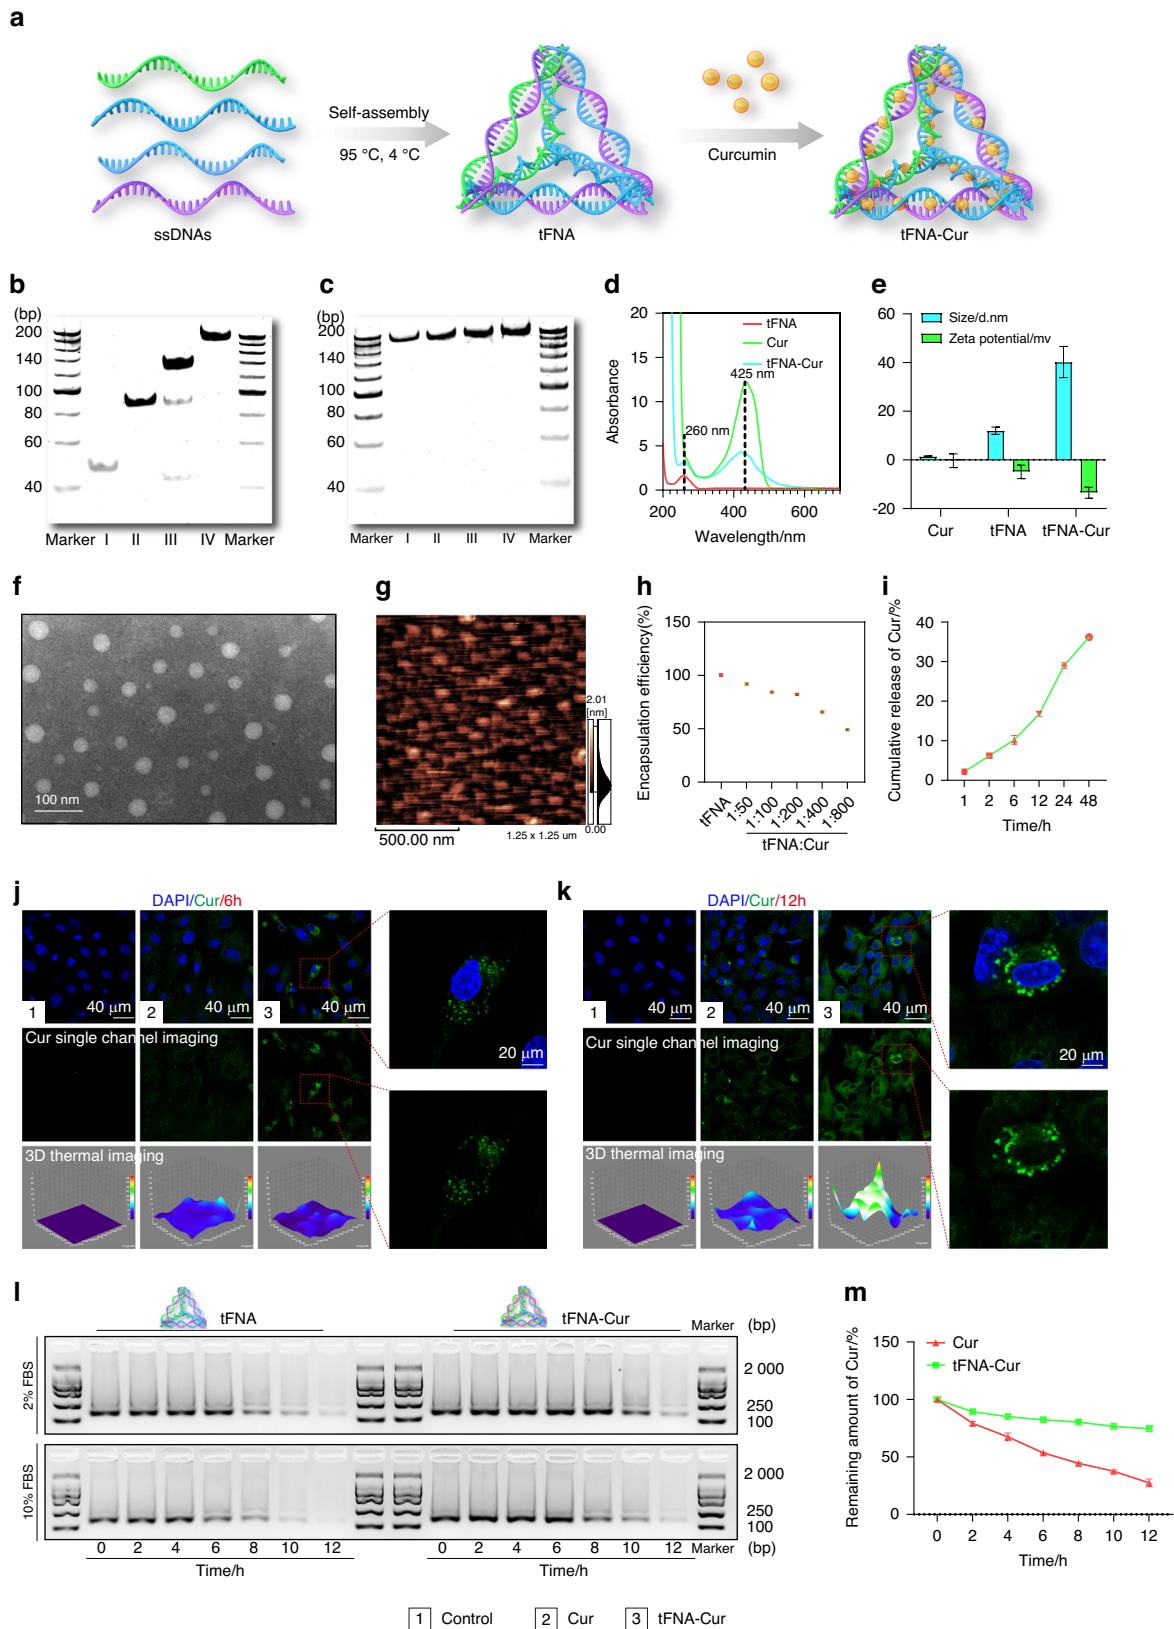 a
Self-assembly
95 °C, 4 °C
Curcumin
ssDNAs
tFNA
tFNA-Cur
b
(bp)
200
140
100
80
60
40
Marker I II III IV Marker
c
(bp)
200
140
100
80
60
40
Marker I II III IV Marker
d
Absorbance
20
15
10
5
0
tFNA
Cur
tFNA-Cur
425 nm
260 nm
200 400 600
Wavelength/nm
e
60
40
20
0
-20
Size/d.nm
Zeta potential/mv
Cur tFNA tFNA-Cur
f
100 nm
g
2.01
[nm]
0.00
500.00 nm
1.25 x 1.25 um
h
Encapsulation efficiency(%)
150
100
50
0
tFNA 1:50 1:100 1:200 1:400 1:800
tFNA:Cur
i
Cumulative release of Cur/%
40
30
20
10
0
1 2 6 12 24 48
Time/h
j
DAPI/Cur/6h
1 40 μm 2 40 μm 3 40 μm
20 μm
Cur single channel imaging
3D thermal imaging
k
DAPI/Cur/12h
1 40 μm 2 40 μm 3 40 μm
20 μm
Cur single channel imaging
3D thermal imaging
l
tFNA tFNA-Cur Marker (bp)
2% FBS
2 000
250
100
10% FBS
2 000
250
100
0 2 4 6 8 10 12 0 2 4 6 8 10 12 Marker (bp)
Time/h Time/h
m
Remaining amount of Cur/%
150
100
50
0
Cur
tFNA-Cur
0 2 4 6 8 10 12
Time/h
1 Control 2 Cur 3 tFNA-Cur